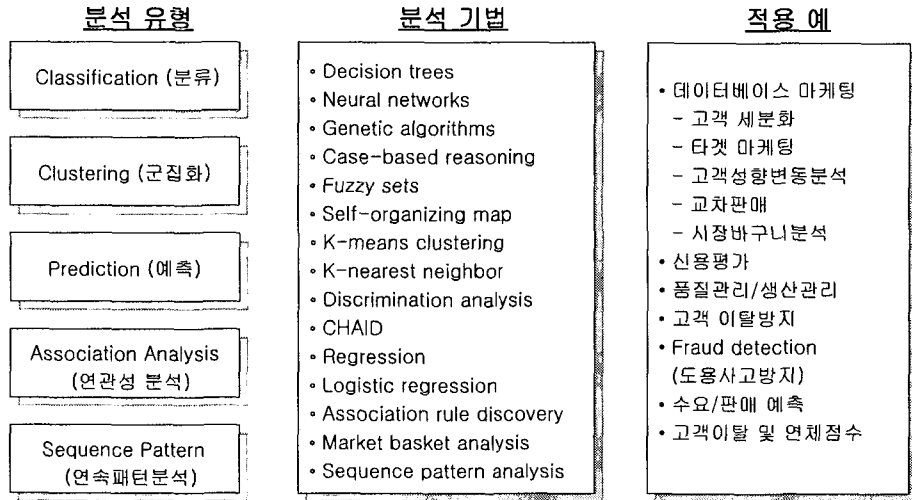 분석 유형
Classification (분류)
Clustering (군집화)
Prediction (예측)
Association Analysis
(연관성 분석)
Sequence Pattern
(연속패턴분석)
분석 기법
◦ Decision trees
◦ Neural networks
◦ Genetic algorithms
◦ Case-based reasoning
◦ Fuzzy sets
◦ Self-organizing map
◦ K-means clustering
◦ K-nearest neighbor
◦ Discrimination analysis
◦ CHAID
◦ Regression
◦ Logistic regression
◦ Association rule discovery
◦ Market basket analysis
◦ Sequence pattern analysis
적용 예
• 데이터베이스 마케팅
- 고객 세분화
- 타겟 마케팅
- 고객성향변동분석
- 교차판매
- 시장바구니분석
• 신용평가
• 품질관리/생산관리
• 고객 이탈방지
• Fraud detection
(도용사고방지)
• 수요/판매 예측
• 고객이탈 및 연체점수